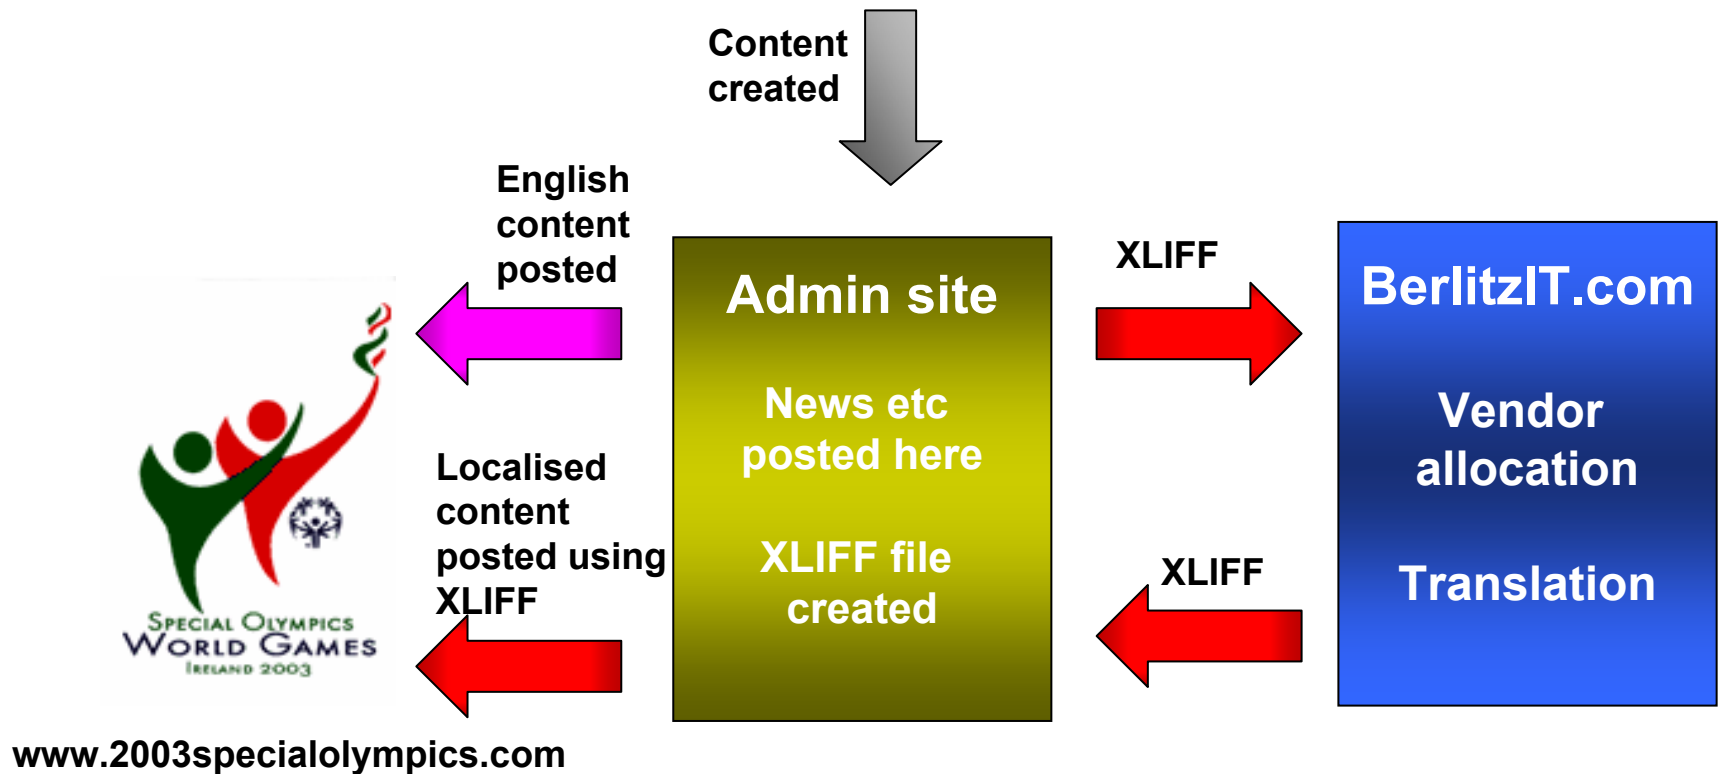 Content
created
English
content
posted
Admin site
News etc
posted here
XLIFF file
created
XLIFF
BerlitzIT.com
Vendor
allocation
Translation
XLIFF
Localised
content
posted using
XLIFF
SPECIAL OLYMPICS
WORLD GAMES
IRELAND 2003
www.2003specialolympics.com